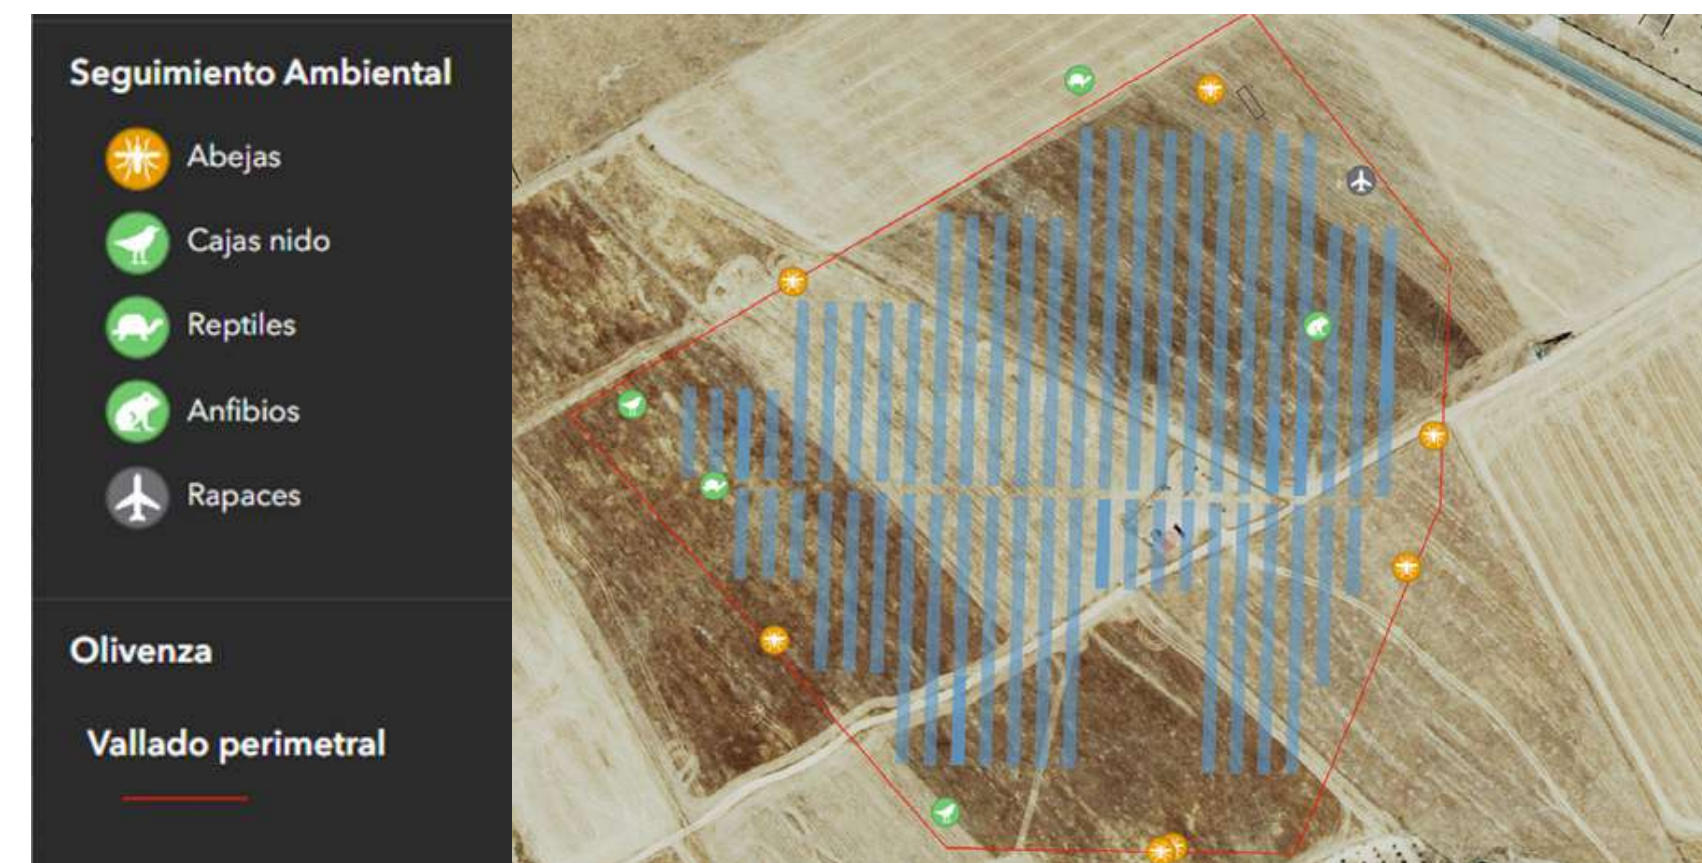 Seguimiento Ambiental
Abejas
Cajas nido
Reptiles
Anfibios
Rapaces
Olivenza
Vallado perimetral